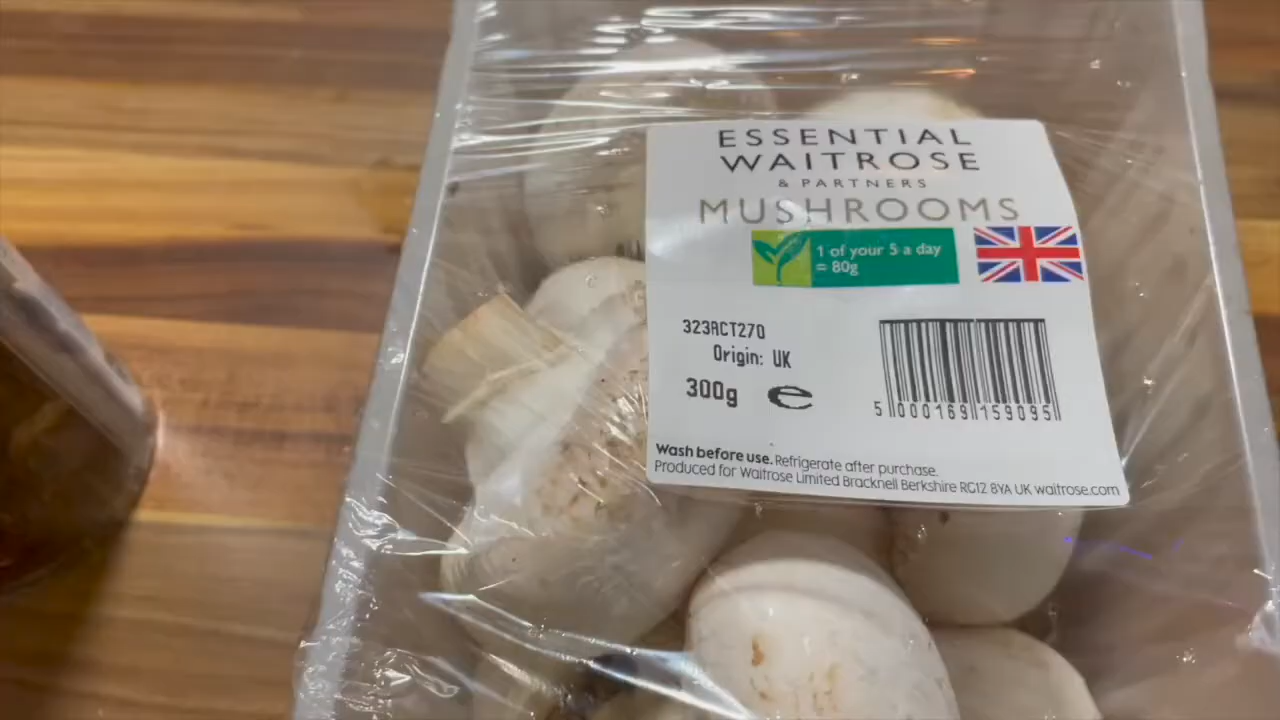 ESSENTIAL
WAITROSE
& PARTNERS
MUSHROOMS
1 of your 5 a day
= 80g
323ACT270
Origin: UK
300g e
5 000169 159095
Wash before use. Refrigerate after purchase.
Produced for Waitrose Limited Bracknell Berkshire RG12 8YA UK waitrose.com